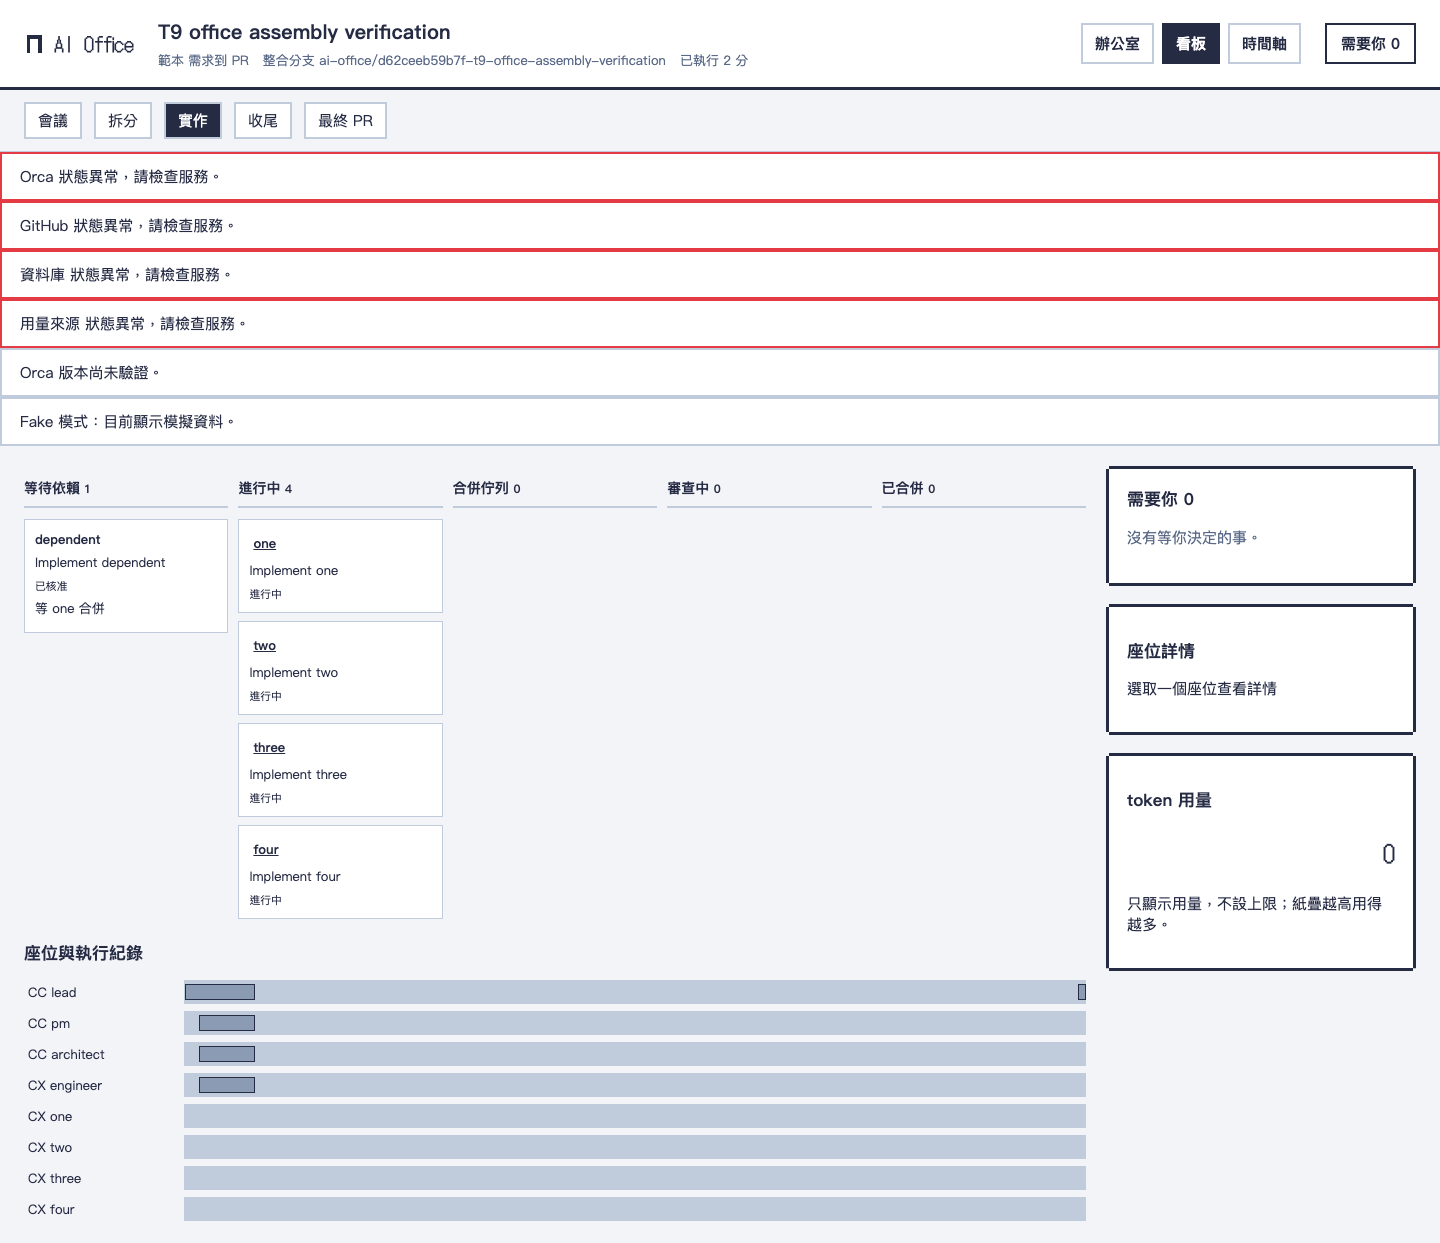 AI Office
T9 office assembly verification
範本 需求到 PR 整合分支 ai-office/d62ceeb59b7f-t9-office-assembly-verification 已執行 2 分
辦公室
看板
時間軸
需要你 0
會議
拆分
實作
收尾
最終 PR
Orca 狀態異常，請檢查服務。
GitHub 狀態異常，請檢查服務。
資料庫 狀態異常，請檢查服務。
用量來源 狀態異常，請檢查服務。
Orca 版本尚未驗證。
Fake 模式：目前顯示模擬資料。
等待依賴 1
dependent
Implement dependent
已核准
等 one 合併
進行中 4
one
Implement one
進行中
two
Implement two
進行中
three
Implement three
進行中
four
Implement four
進行中
合併佇列 0
審查中 0
已合併 0
需要你 0
沒有等你決定的事。
座位詳情
選取一個座位查看詳情
token 用量
0
只顯示用量，不設上限；紙疊越高用得
越多。
座位與執行紀錄
CC lead
CC pm
CC architect
CX engineer
CX one
CX two
CX three
CX four